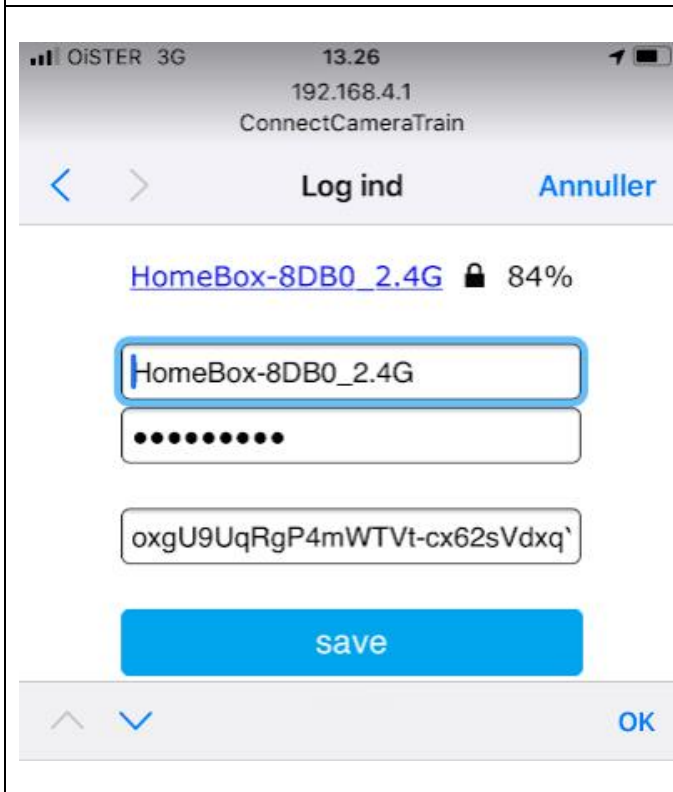 OiSTER 3G 13.26
192.168.4.1
ConnectCameraTrain
Log ind Annuller
HomeBox-8DB0_2.4G 84%
HomeBox-8DB0_2.4G
•••••••••
oxgU9UqRgP4mWTVt-cx62sVdxq
save
OK